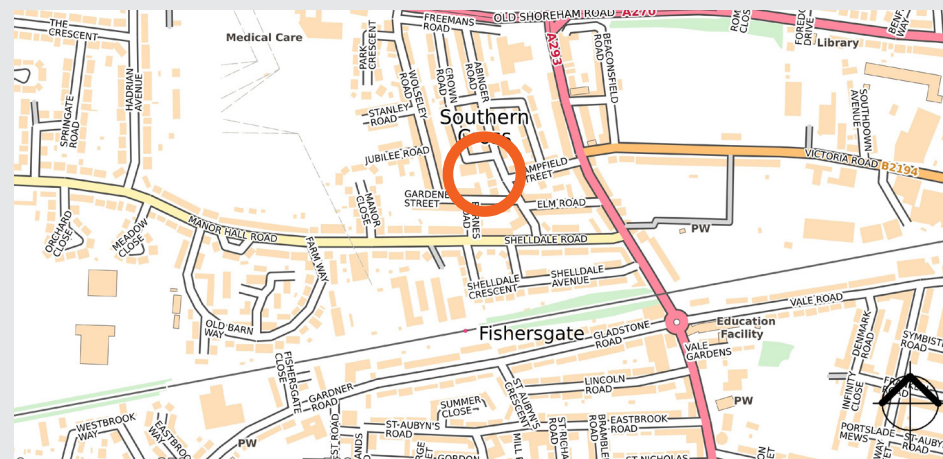 THE
CRESCENT
Medical Care
PARK
CRESCENT
FREEMANS
ROAD
OLD SHOREHAM ROAD
A270
A293
BEACONSFIELD
ROAD
DRIVE
Library
WAY
HADRIAN
AVENUE
SPRINGATE
ROAD
WOLSELEY
ROAD
CROWN
ROAD
ABINGER
ROAD
STANLEY
ROAD
Southern
SOUTHDOWN
AVENUE
JUBILEE ROAD
VICTORIA ROAD
B2194
MANOR
CLOSE
STREET
ELM ROAD
ORCHARD
CLOSE
MEADOW
CLOSE
MANOR HALL ROAD
FARM WAY
SHELLDALE ROAD
PW
SHELLDALE
CRESCENT
SHELLDALE
AVENUE
VALE ROAD
OLD BARN
WAY
Fishersgate
GLADSTONE
ROAD
Education
Facility
VALE
GARDENS
DENMARK
ROAD
ROAD
FISHERSGATE
CLOSE
GARDNER
ROAD
LINCOLN
ROAD
ST-AUBYN'S
CRESCENT
SUMMER
CLOSE
INFINITY
CLOSE
PW
WESTBROOK
WAY
PW
ST-AUBYN'S
ROAD
EASTBROOK
ROAD
PORTSLADE
MEWS
ST-AUBYN'S
ROAD